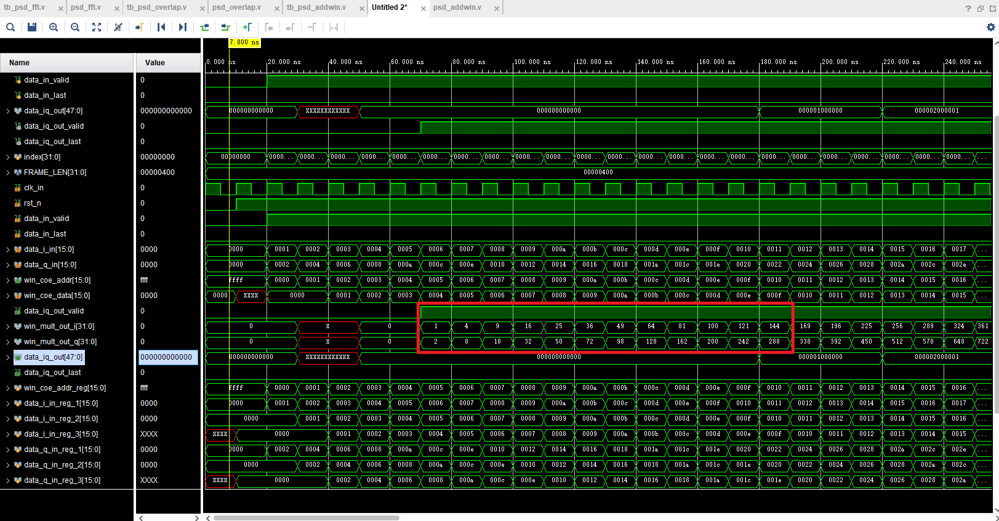 tb_psd_fft.v × psd_fft.v × tb_psd_overlap.v × psd_overlap.v × tb_psd_addwin.v × Untitled 2* × psd_addwin.v ×
7.800 ns
Name Value
0.000 ns 20.000 ns 40.000 ns 60.000 ns 80.000 ns 100.000 ns 120.000 ns 140.000 ns 160.000 ns 180.000 ns 200.000 ns 220.000 ns 240.000 ns
data_in_valid 0
data_in_last 0
data_iq_out[47:0] 000000000000 000000000000 XXXXXXXXXXXX 000000000000 000001000000 000002000001
data_iq_out_valid 0
data_iq_out_last 0
index[31:0] 00000000 00000000 0000... 0000... 0000... 0000... 0000... 0000... 0000... 0000... 0000... 0000... 0000... 0000... 0000... 0000... 0000... 0000... 0000... 0000... 0000... 0000... 0000... 0000... 0000...
FRAME_LEN[31:0] 00000400 00000400
clk_in 0
rst_n 0
data_in_valid 0
data_in_last 0
data_i_in[15:0] 0000 0000 0001 0002 0003 0004 0005 0006 0007 0008 0009 000a 000b 000c 000d 000e 000f 0010 0011 0012 0013 0014 0015 0016 0017 ...
data_q_in[15:0] 0000 0000 0002 0004 0006 0008 000a 000c 000e 0010 0012 0014 0016 0018 001a 001c 001e 0020 0022 0024 0026 0028 002a 002c 002e ...
win_coe_addr[15:0] ffff ffff 0000 0001 0002 0003 0004 0005 0006 0007 0008 0009 000a 000b 000c 000d 000e 000f 0010 0011 0012 0013 0014 0015 0016 ...
win_coe_data[15:0] 0000 0000 XXXX 0000 0001 0002 0003 0004 0005 0006 0007 0008 0009 000a 000b 000c 000d 000e 000f 0010 0011 0012 0013 0014 0015 ...
data_iq_out_valid 0
win_mult_out_i[31:0] 0 0 X 0 1 4 9 16 25 36 49 64 81 100 121 144 169 196 225 256 289 324 361
win_mult_out_q[31:0] 0 0 X 0 2 8 18 32 50 72 98 128 162 200 242 288 338 392 450 512 578 648 722
data_iq_out[47:0] 000000000000 000000000000 XXXXXXXXXXXX 000000000000 000001000000 000002000001
data_iq_out_last 0
win_coe_addr_reg[15:0] ffff ffff 0000 0001 0002 0003 0004 0005 0006 0007 0008 0009 000a 000b 000c 000d 000e 000f 0010 0011 0012 0013 0014 0015 0016 ...
data_i_in_reg_1[15:0] 0000 0000 0001 0002 0003 0004 0005 0006 0007 0008 0009 000a 000b 000c 000d 000e 000f 0010 0011 0012 0013 0014 0015 0016 0017 ...
data_i_in_reg_2[15:0] 0000 0000 0001 0002 0003 0004 0005 0006 0007 0008 0009 000a 000b 000c 000d 000e 000f 0010 0011 0012 0013 0014 0015 0016 ...
data_i_in_reg_3[15:0] XXXX XXXX 0000 0001 0002 0003 0004 0005 0006 0007 0008 0009 000a 000b 000c 000d 000e 000f 0010 0011 0012 0013 0014 0015 ...
data_q_in_reg_1[15:0] 0000 0000 0002 0004 0006 0008 000a 000c 000e 0010 0012 0014 0016 0018 001a 001c 001e 0020 0022 0024 0026 0028 002a 002c 002e ...
data_q_in_reg_2[15:0] 0000 0000 0002 0004 0006 0008 000a 000c 000e 0010 0012 0014 0016 0018 001a 001c 001e 0020 0022 0024 0026 0028 002a 002c ...
data_q_in_reg_3[15:0] XXXX XXXX 0000 0002 0004 0006 0008 000a 000c 000e 0010 0012 0014 0016 0018 001a 001c 001e 0020 0022 0024 0026 0028 002a ...